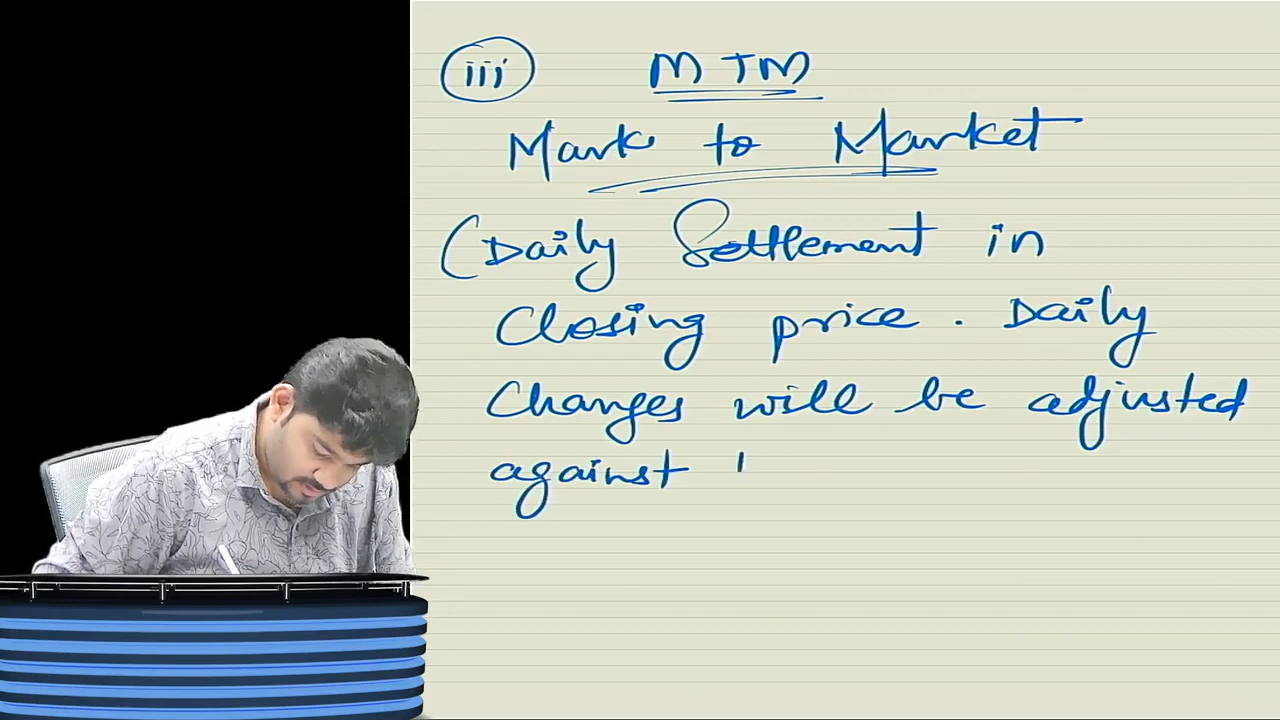 iii MTM
Mark to Market
(Daily Settlement in
Closing price. Daily
Changes will be adjusted
against